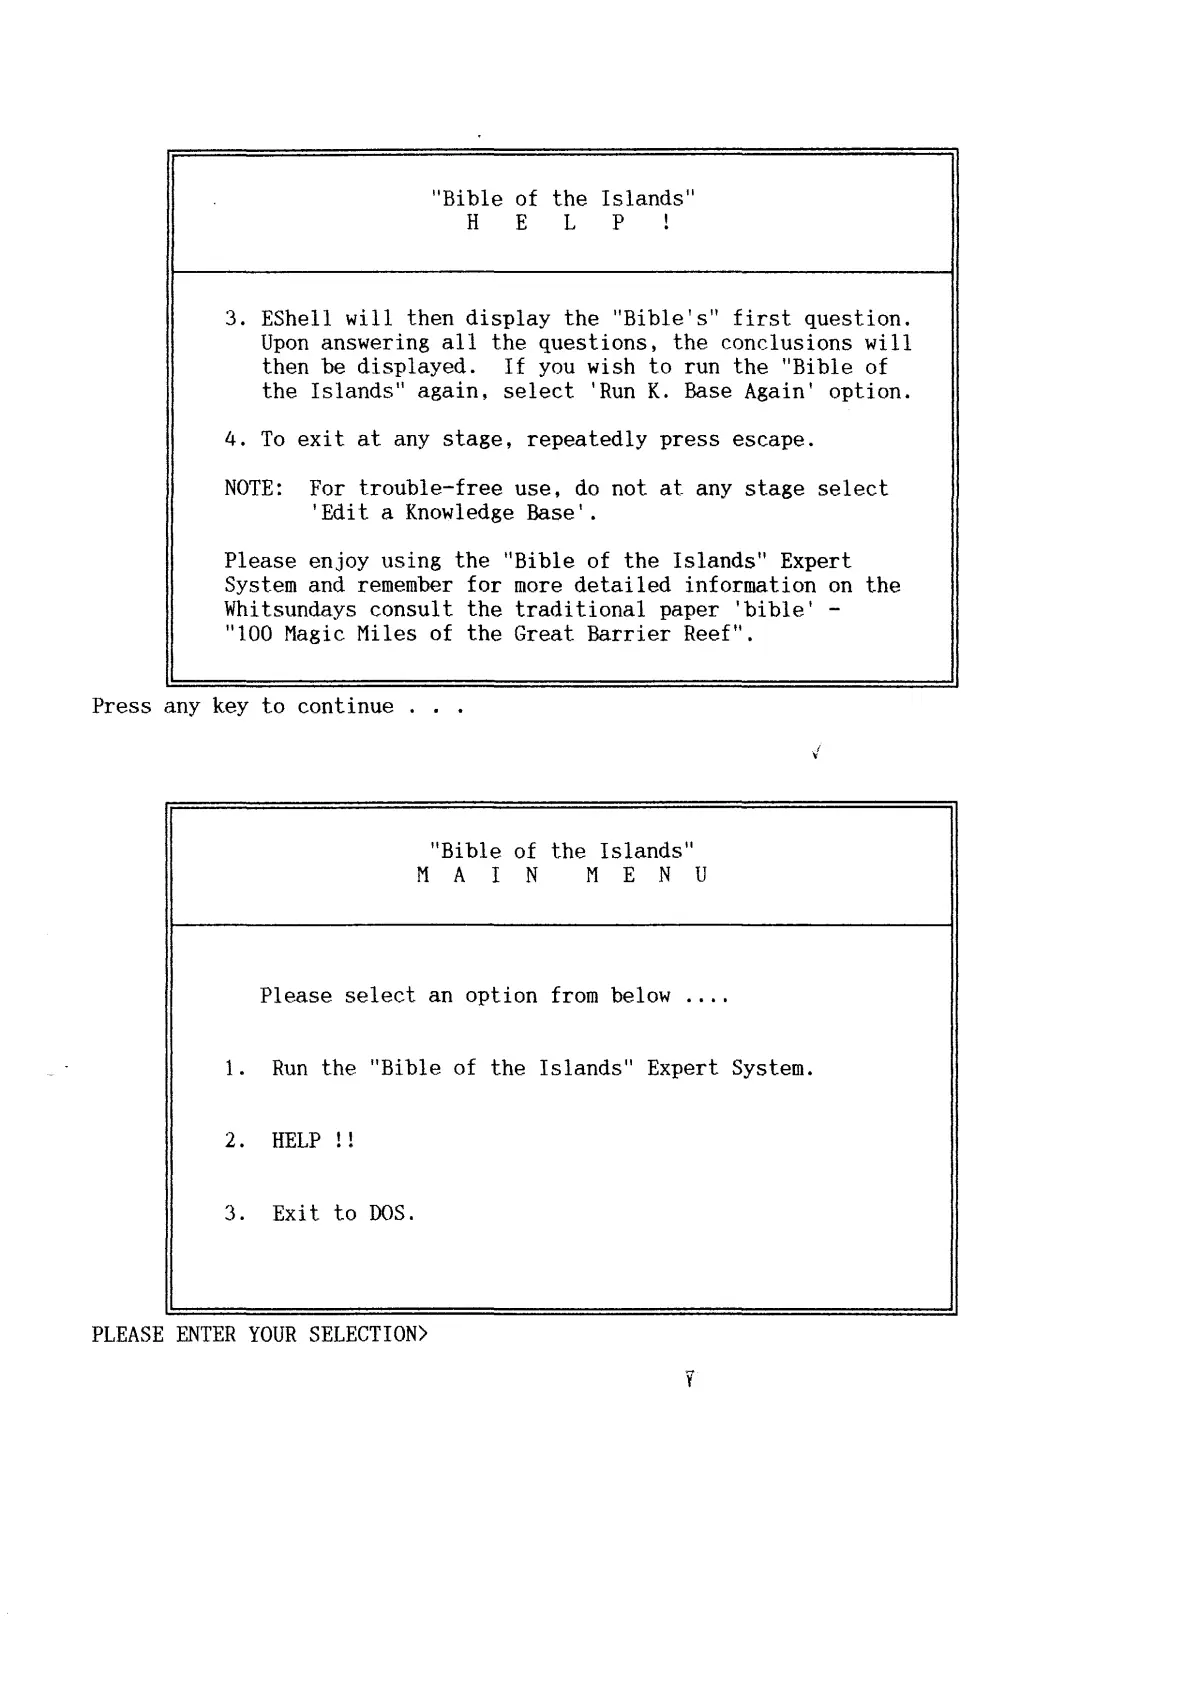 "Bible of the Islands"
H E L P !
3. EShell will then display the "Bible's" first question.
Upon answering all the questions, the conclusions will
then be displayed. If you wish to run the "Bible of
the Islands" again, select 'Run K. Base Again' option.
4. To exit at any stage, repeatedly press escape.
NOTE: For trouble-free use, do not at any stage select
'Edit a Knowledge Base'.
Please enjoy using the "Bible of the Islands" Expert
System and remember for more detailed information on the
Whitsundays consult the traditional paper 'bible' -
"100 Magic Miles of the Great Barrier Reef".
Press any key to continue . . .
"Bible of the Islands"
M A I N M E N U
Please select an option from below ....
1. Run the "Bible of the Islands" Expert System.
2. HELP !!
3. Exit to DOS.
PLEASE ENTER YOUR SELECTION>